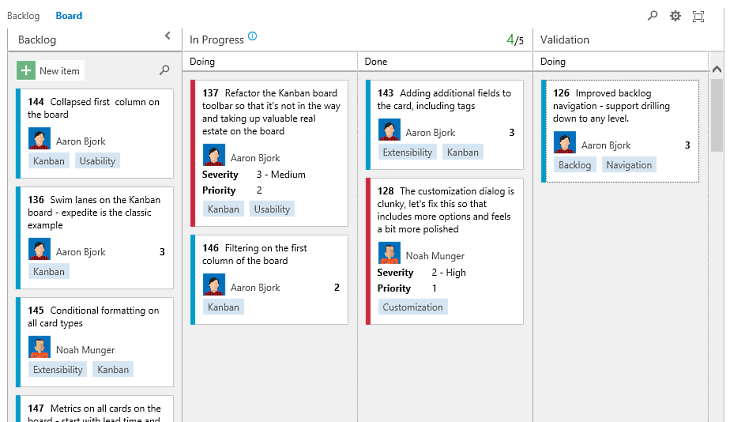 Backlog Board
Backlog
In Progress
4/5
Validation
New item
144 Collapsed first column on
the board
Aaron Bjork
Kanban Usability
136 Swim lanes on the Kanban
board - expedite is the classic
example
Aaron Bjork 3
Kanban
145 Conditional formatting on
all card types
Noah Munger
Extensibility Kanban
147 Metrics on all cards on the
board - start with lead time and
Doing
137 Refactor the Kanban board
toolbar so that it's not in the way
and taking up valuable real
estate on the board
Aaron Bjork
Severity 3 - Medium
Priority 2
Kanban Usability
146 Filtering on the first
column of the board
Aaron Bjork 2
Kanban
Done
143 Adding additional fields to
the card, including tags
Aaron Bjork 3
Extensibility Kanban
128 The customization dialog is
clunky, let's fix this so that
includes more options and feels
a bit more polished
Noah Munger
Severity 2 - High
Priority 1
Customization
Doing
126 Improved backlog
navigation - support drilling
down to any level.
Aaron Bjork 3
Backlog Navigation